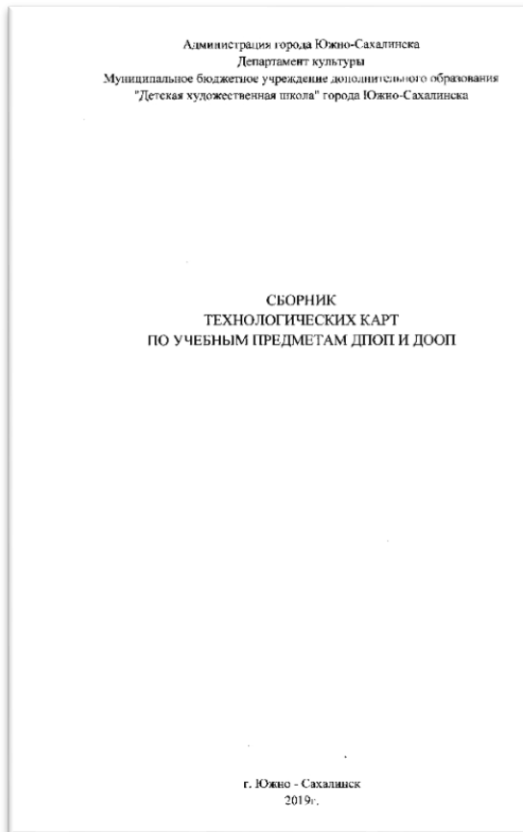 Администрация города Южно-Сахалинска
Департамент культуры
Муниципальное бюджетное учреждение дополнительного образования
"Детская художественная школа" города Южно-Сахалинска
СБОРНИК
ТЕХНОЛОГИЧЕСКИХ КАРТ
ПО УЧЕБНЫМ ПРЕДМЕТАМ ДПОП И ДООП
г. Южно - Сахалинск
2019г.